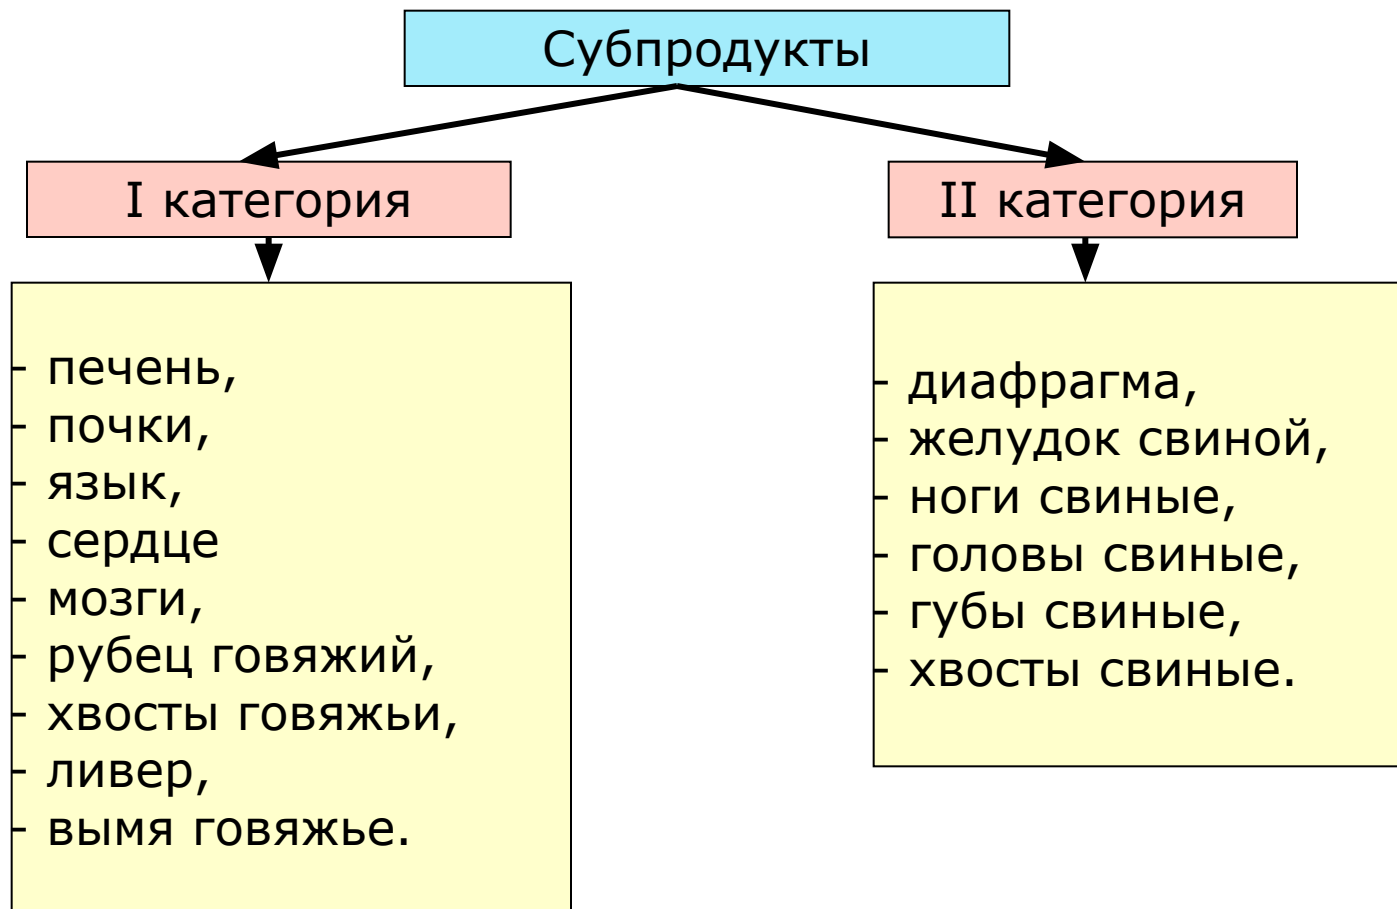 Субпродукты
I категория
II категория
- печень,
- почки,
- язык,
- сердце
- мозги,
- рубец говяжий,
- хвосты говяжьи,
- ливер,
- вымя говяжье.
- диафрагма,
- желудок свиной,
- ноги свиные,
- головы свиные,
- губы свиные,
- хвосты свиные.